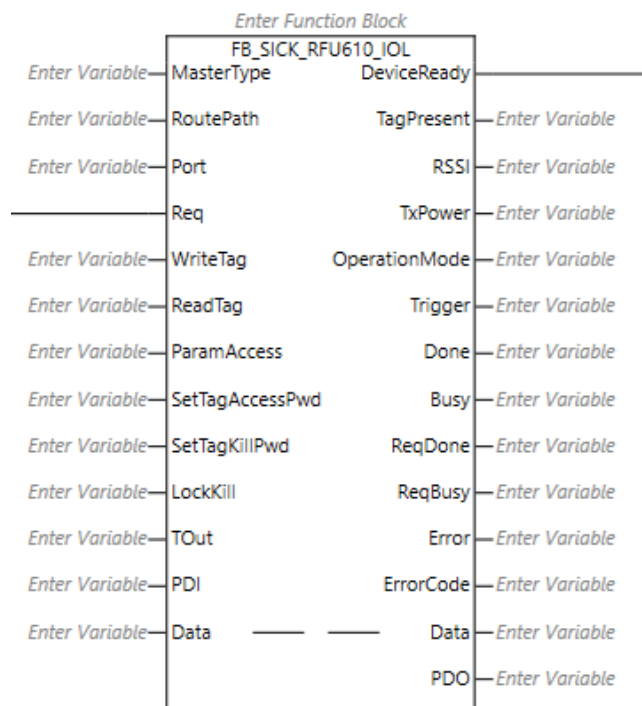 Enter Function Block
FB_SICK_RFU610_IOL
Enter Variable MasterType DeviceReady
Enter Variable RoutePath TagPresent Enter Variable
Enter Variable Port RSSI Enter Variable
Req TxPower Enter Variable
Enter Variable WriteTag OperationMode Enter Variable
Enter Variable ReadTag Trigger Enter Variable
Enter Variable ParamAccess Done Enter Variable
Enter Variable SetTagAccessPwd Busy Enter Variable
Enter Variable SetTagKillPwd ReqDone Enter Variable
Enter Variable LockKill ReqBusy Enter Variable
Enter Variable TOut Error Enter Variable
Enter Variable PDI ErrorCode Enter Variable
Enter Variable Data Data Enter Variable
PDO Enter Variable